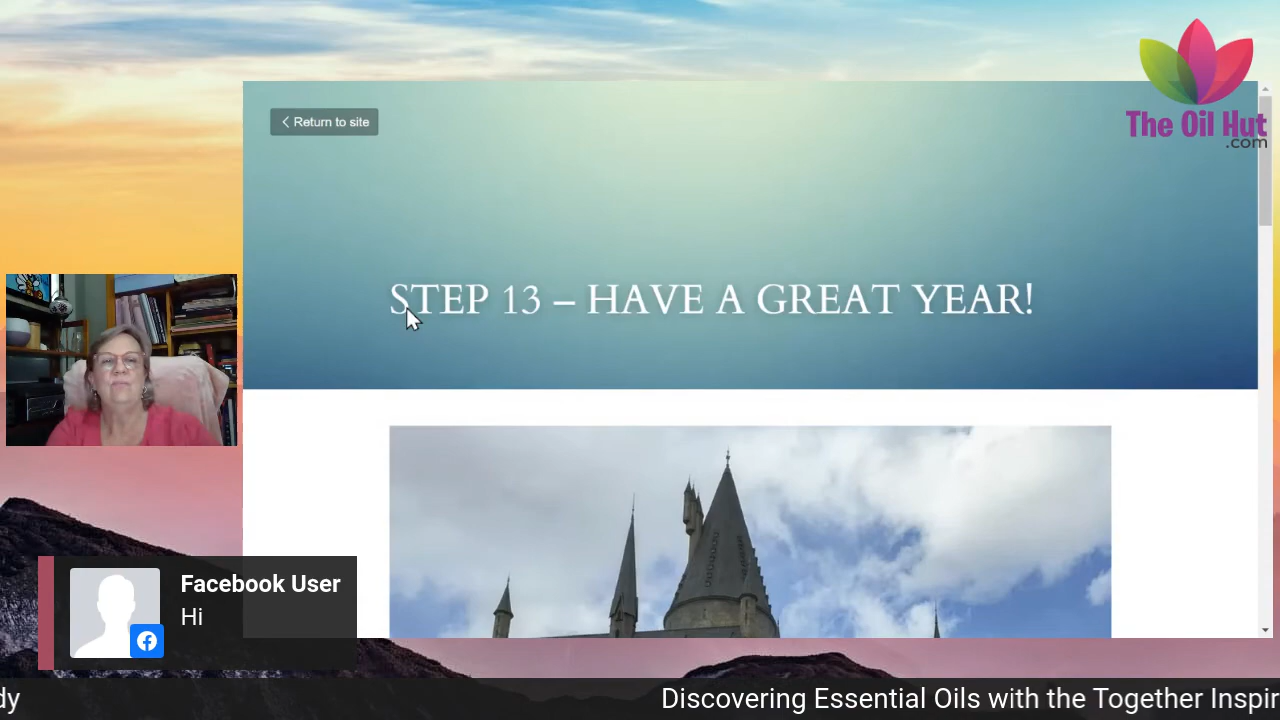 The Oil Hut
.com
Return to site
STEP 13 – HAVE A GREAT YEAR!
Facebook User
Hi
dy
Discovering Essential Oils with the Together Inspir